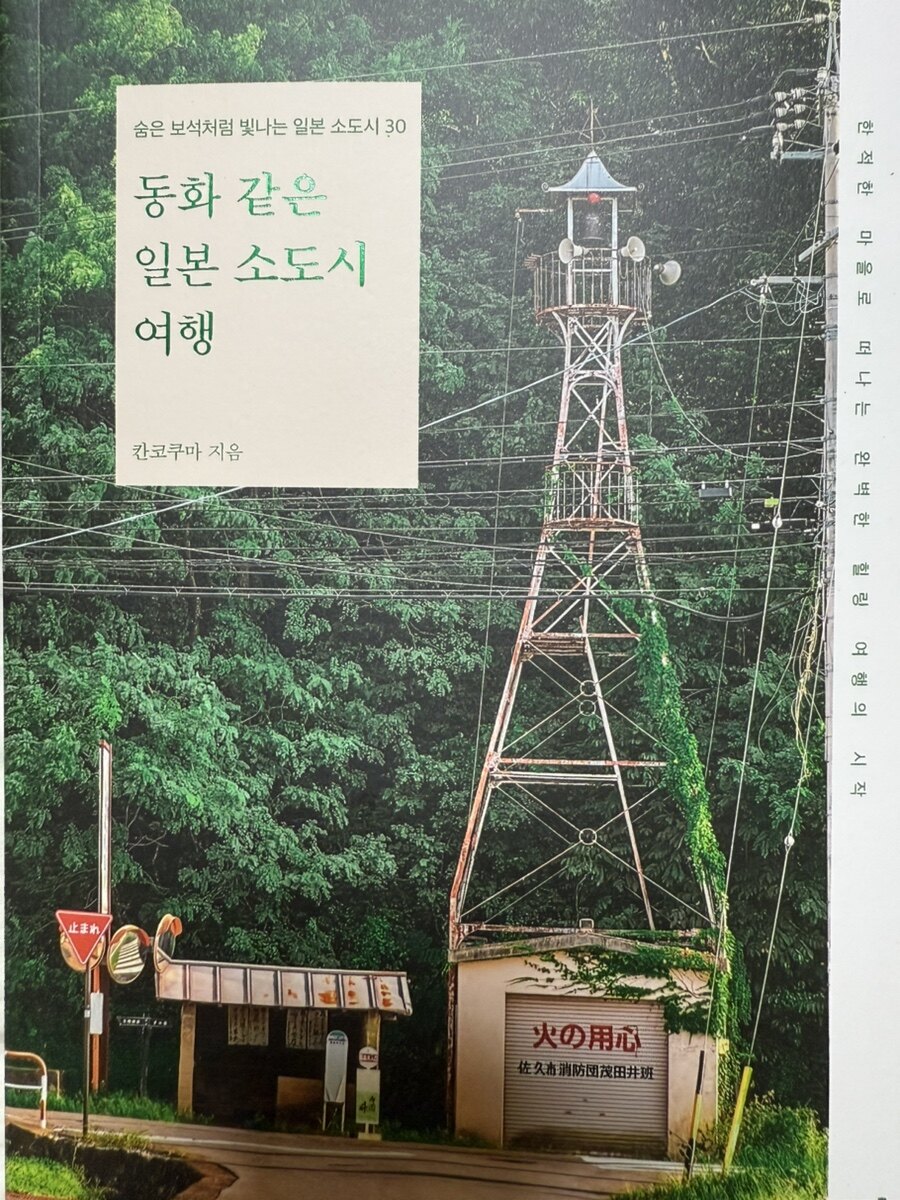 숨은 보석처럼 빛나는 일본 소도시 30
동화 같은
일본 소도시
여행
칸코쿠마 지음
한적한 마을로 떠나는 완벽한 힐링 여행의 시작
止まれ
火の用心
佐久市消防団茂田井班